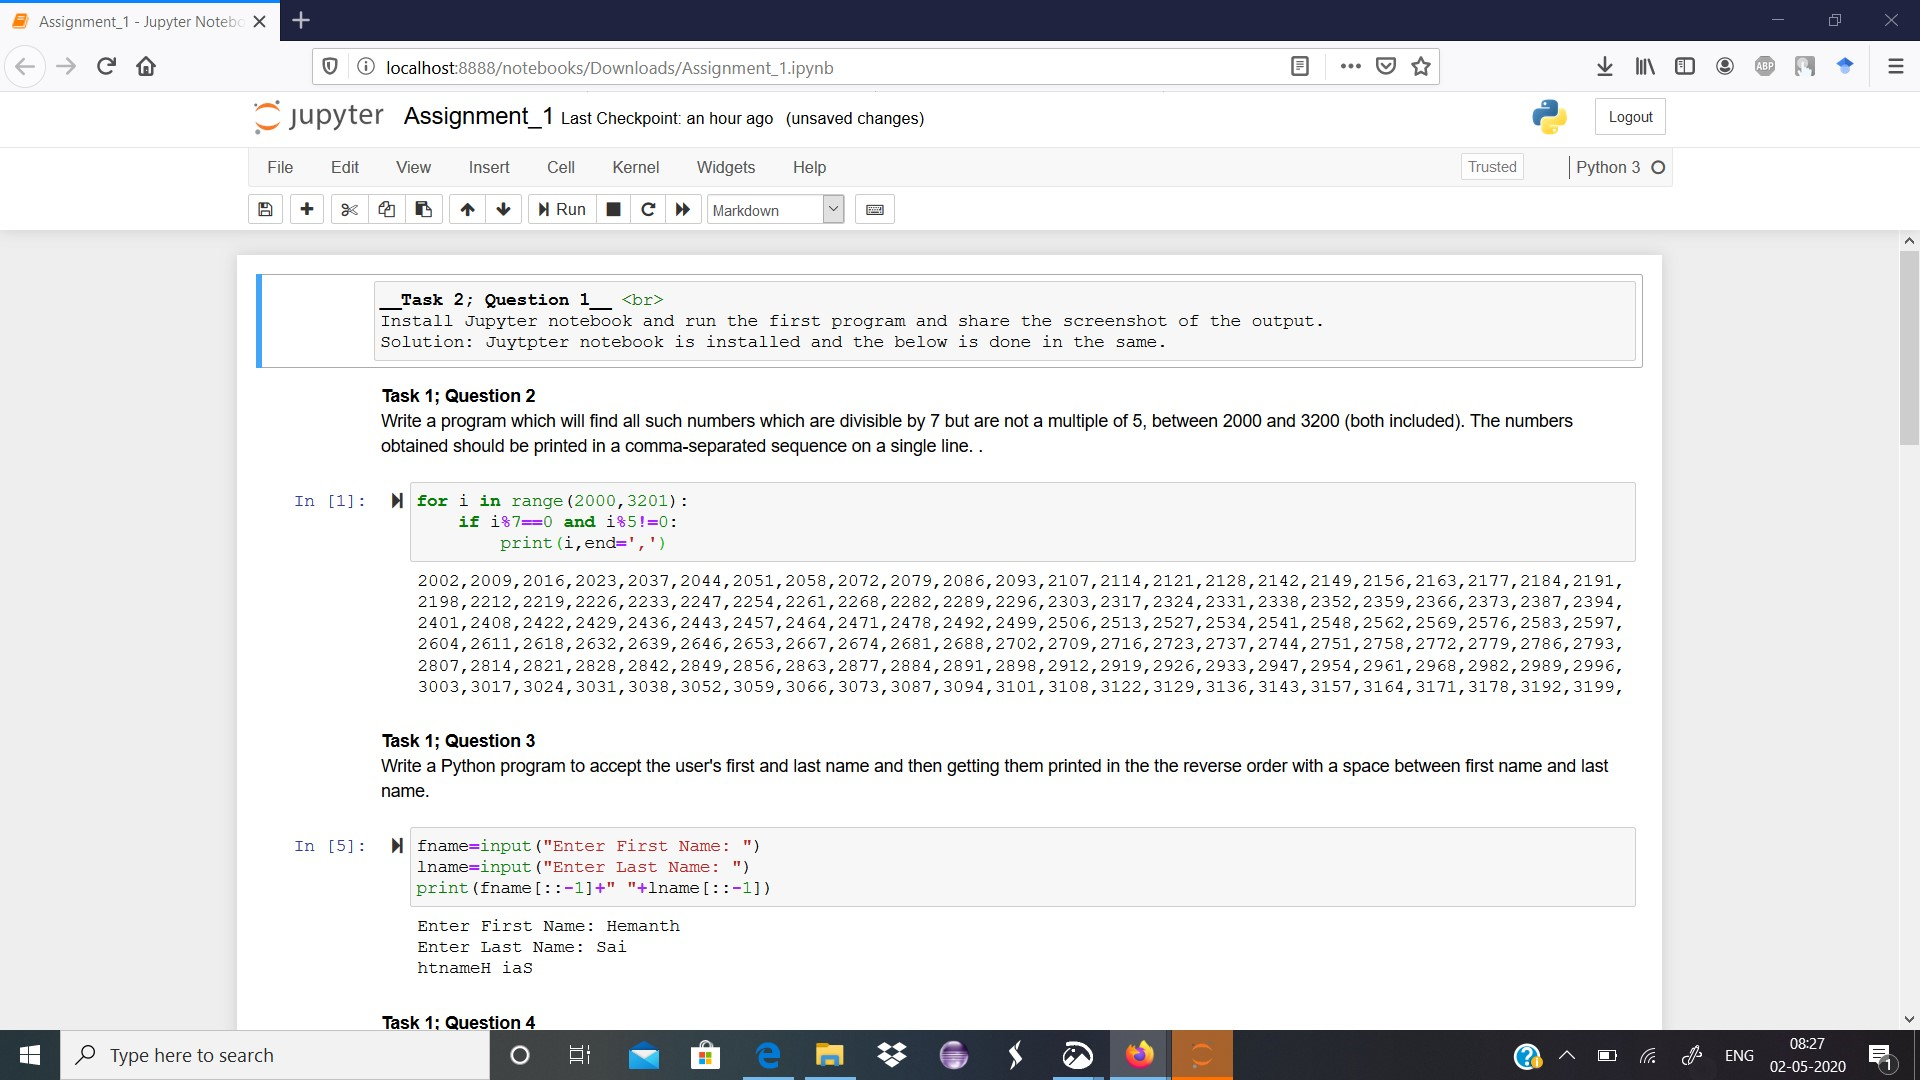 Assignment_1 - Jupyter Notebo
localhost:8888/notebooks/Downloads/Assignment_1.ipynb
ABP
jupyter Assignment_1 Last Checkpoint: an hour ago (unsaved changes)
Logout
File Edit View Insert Cell Kernel Widgets Help
Trusted
Python 3
Run
Markdown
__Task 2; Question 1__ <br>
Install Jupyter notebook and run the first program and share the screenshot of the output.
Solution: Juytpter notebook is installed and the below is done in the same.
Task 1; Question 2
Write a program which will find all such numbers which are divisible by 7 but are not a multiple of 5, between 2000 and 3200 (both included). The numbers
obtained should be printed in a comma-separated sequence on a single line. .
In [1]:
for i in range(2000,3201):
    if i%7==0 and i%5!=0:
        print(i,end=',')
2002,2009,2016,2023,2037,2044,2051,2058,2072,2079,2086,2093,2107,2114,2121,2128,2142,2149,2156,2163,2177,2184,2191,
2198,2212,2219,2226,2233,2247,2254,2261,2268,2282,2289,2296,2303,2317,2324,2331,2338,2352,2359,2366,2373,2387,2394,
2401,2408,2422,2429,2436,2443,2457,2464,2471,2478,2492,2499,2506,2513,2527,2534,2541,2548,2562,2569,2576,2583,2597,
2604,2611,2618,2632,2639,2646,2653,2667,2674,2681,2688,2702,2709,2716,2723,2737,2744,2751,2758,2772,2779,2786,2793,
2807,2814,2821,2828,2842,2849,2856,2863,2877,2884,2891,2898,2912,2919,2926,2933,2947,2954,2961,2968,2982,2989,2996,
3003,3017,3024,3031,3038,3052,3059,3066,3073,3087,3094,3101,3108,3122,3129,3136,3143,3157,3164,3171,3178,3192,3199,
Task 1; Question 3
Write a Python program to accept the user's first and last name and then getting them printed in the the reverse order with a space between first name and last
name.
In [5]:
fname=input("Enter First Name: ")
lname=input("Enter Last Name: ")
print(fname[::-1]+" "+lname[::-1])
Enter First Name: Hemanth
Enter Last Name: Sai
htnameH iaS
Task 1; Question 4
Type here to search
ENG
08:27
02-05-2020
1